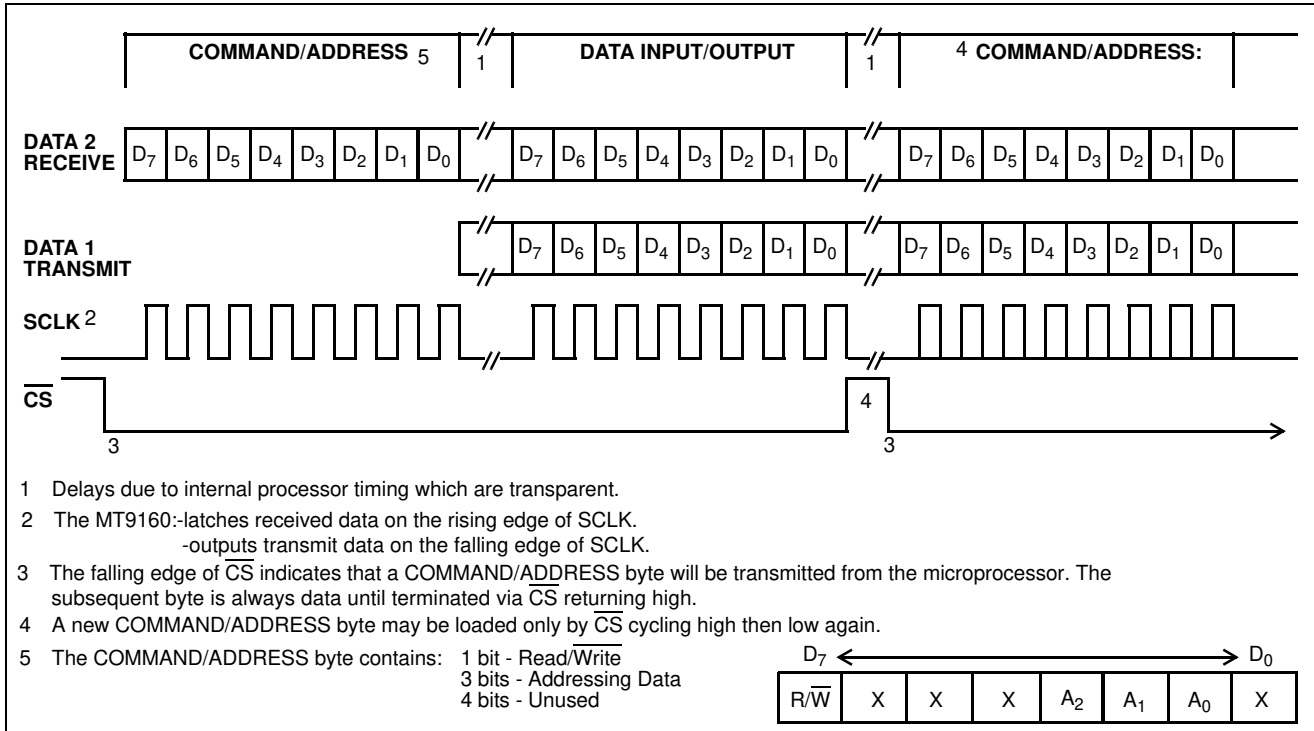 COMMAND/ADDRESS 5 1 DATA INPUT/OUTPUT 1 4 COMMAND/ADDRESS:
DATA 2
RECEIVE
D7 D6 D5 D4 D3 D2 D1 D0 D7 D6 D5 D4 D3 D2 D1 D0 D7 D6 D5 D4 D3 D2 D1 D0
DATA 1
TRANSMIT
D7 D6 D5 D4 D3 D2 D1 D0 D7 D6 D5 D4 D3 D2 D1 D0
SCLK 2
CS 4
3 3
1 Delays due to internal processor timing which are transparent.
2 The MT9160:-latches received data on the rising edge of SCLK.
-outputs transmit data on the falling edge of SCLK.
3 The falling edge of CS indicates that a COMMAND/ADDRESS byte will be transmitted from the microprocessor. The
subsequent byte is always data until terminated via CS returning high.
4 A new COMMAND/ADDRESS byte may be loaded only by CS cycling high then low again.
5 The COMMAND/ADDRESS byte contains: 1 bit - Read/Write
3 bits - Addressing Data
4 bits - Unused
D7 D0
R/W X X X A2 A1 A0 X